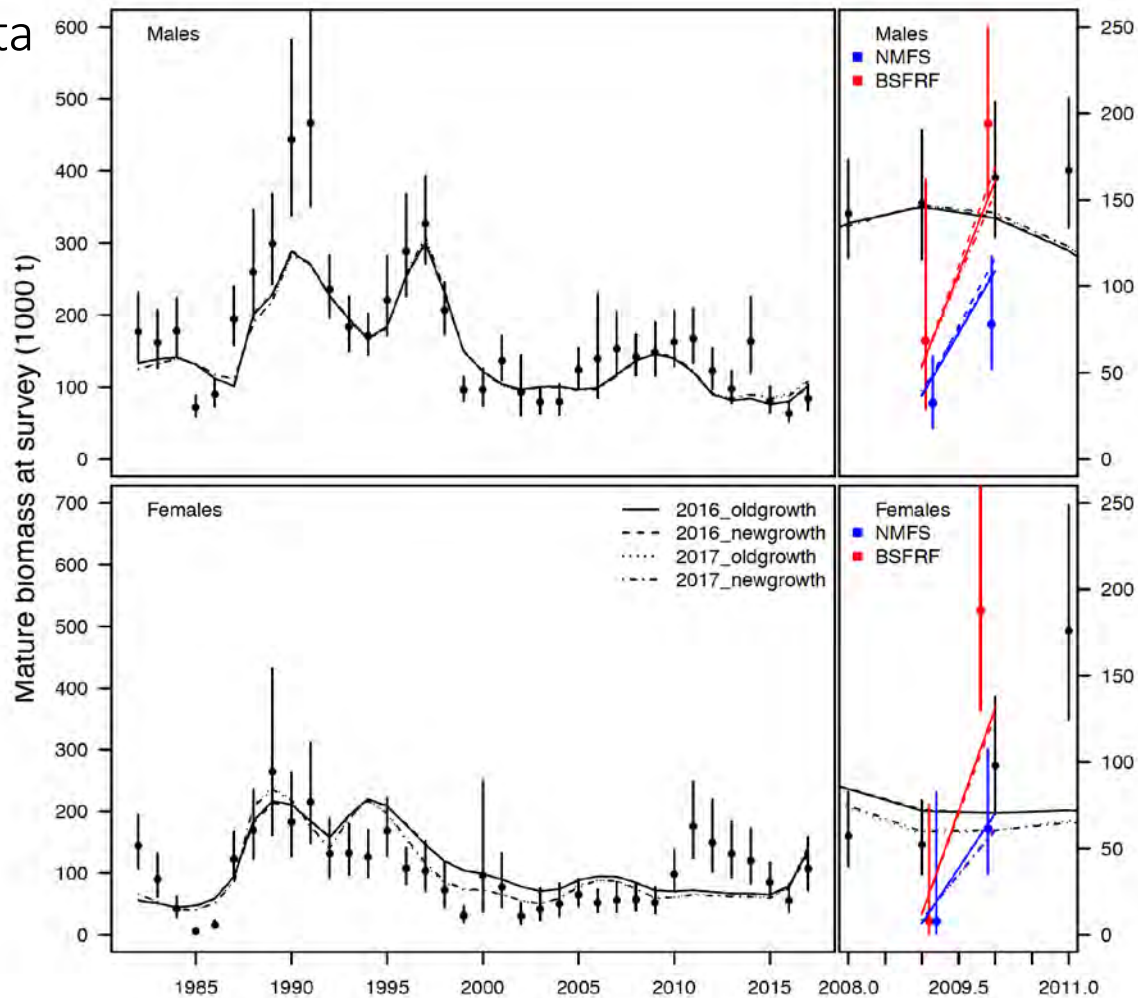 ta
Mature biomass at survey (1000 t)
600
500
400
300
200
100
0
Males
Males
NMFS
BSFRF
250
200
150
100
50
0
700
600
500
400
300
200
100
0
Females
2016_oldgrowth
2016_newgrowth
2017_oldgrowth
2017_newgrowth
Females
NMFS
BSFRF
250
200
150
100
50
0
1985 1990 1995 2000 2005 2010 2015 2008.0 2009.5 2011.0